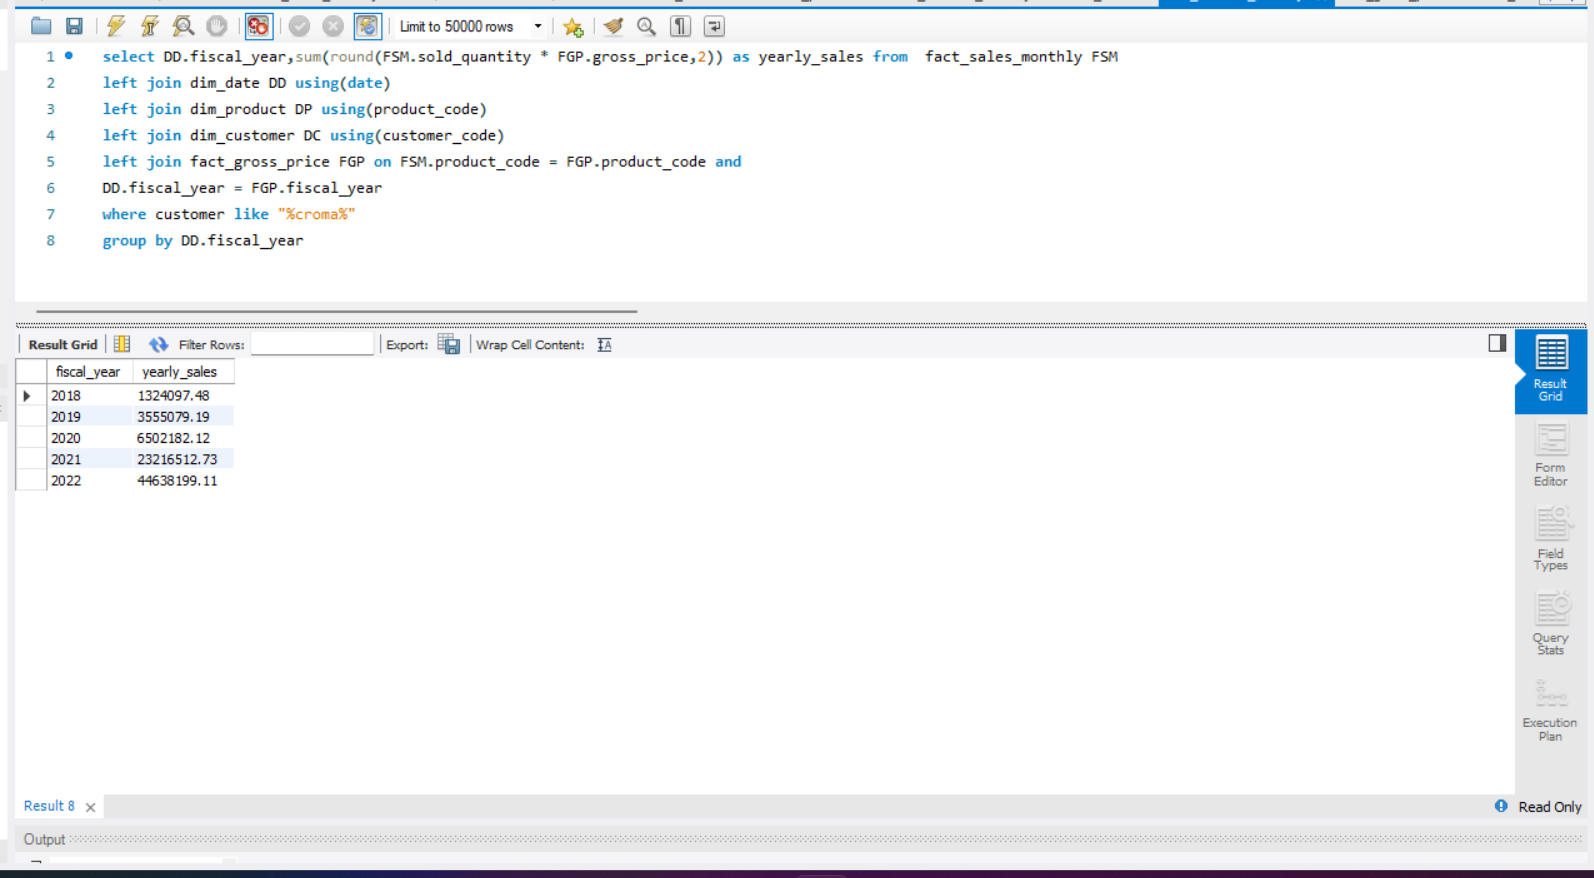 Limit to 50000 rows
1 select DD.fiscal_year,sum(round(FSM.sold_quantity * FGP.gross_price,2)) as yearly_sales from  fact_sales_monthly FSM
2 left join dim_date DD using(date)
3 left join dim_product DP using(product_code)
4 left join dim_customer DC using(customer_code)
5 left join fact_gross_price FGP on FSM.product_code = FGP.product_code and
6 DD.fiscal_year = FGP.fiscal_year
7 where customer like "%croma%"
8 group by DD.fiscal_year
Result Grid Filter Rows: Export: Wrap Cell Content:
fiscal_year yearly_sales
2018 1324097.48
2019 3555079.19
2020 6502182.12
2021 23216512.73
2022 44638199.11
Result
Grid
Form
Editor
Field
Types
Query
Stats
Execution
Plan
Result 8 Read Only
Output